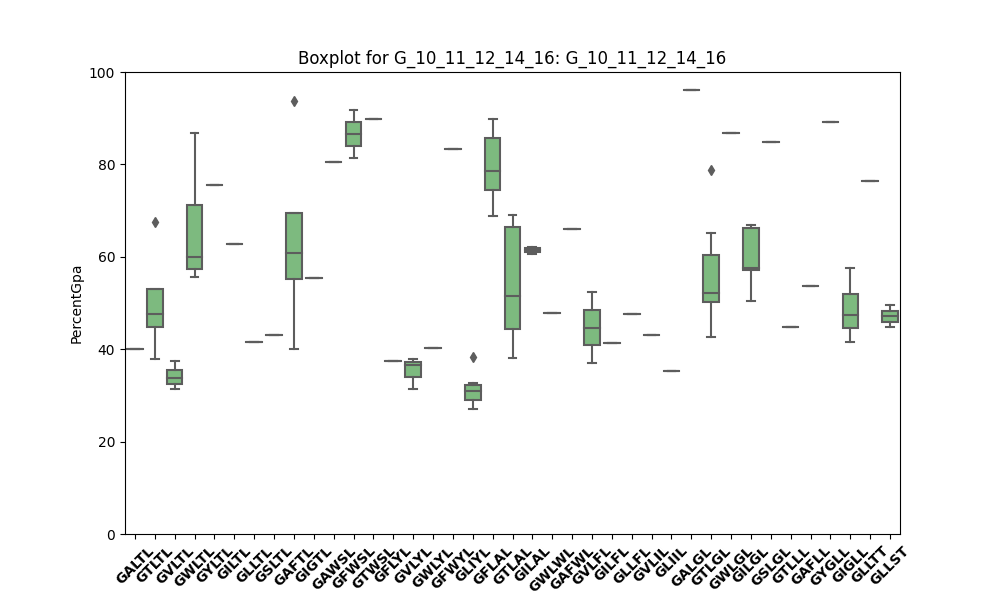 Boxplot for G_10_11_12_14_16: G_10_11_12_14_16
100
80
60
40
20
0
PercentGpa
GALTL
GTLTL
GVLTL
GWLTL
GYLTL
GILTL
GLLTL
GSLTL
GAFTL
GIGTL
GAWSL
GFWSL
GTWSL
GFLYL
GVLYL
GWLYL
GFWYL
GLIYL
GFLAL
GTLAL
GILAL
GWLWL
GAFWL
GVLFL
GILFL
GLLFL
GVLIL
GLIIL
GALGL
GTLGL
GWLGL
GILGL
GSLGL
GTLLL
GAFLL
GYGLL
GIGLL
GLLTT
GLLST